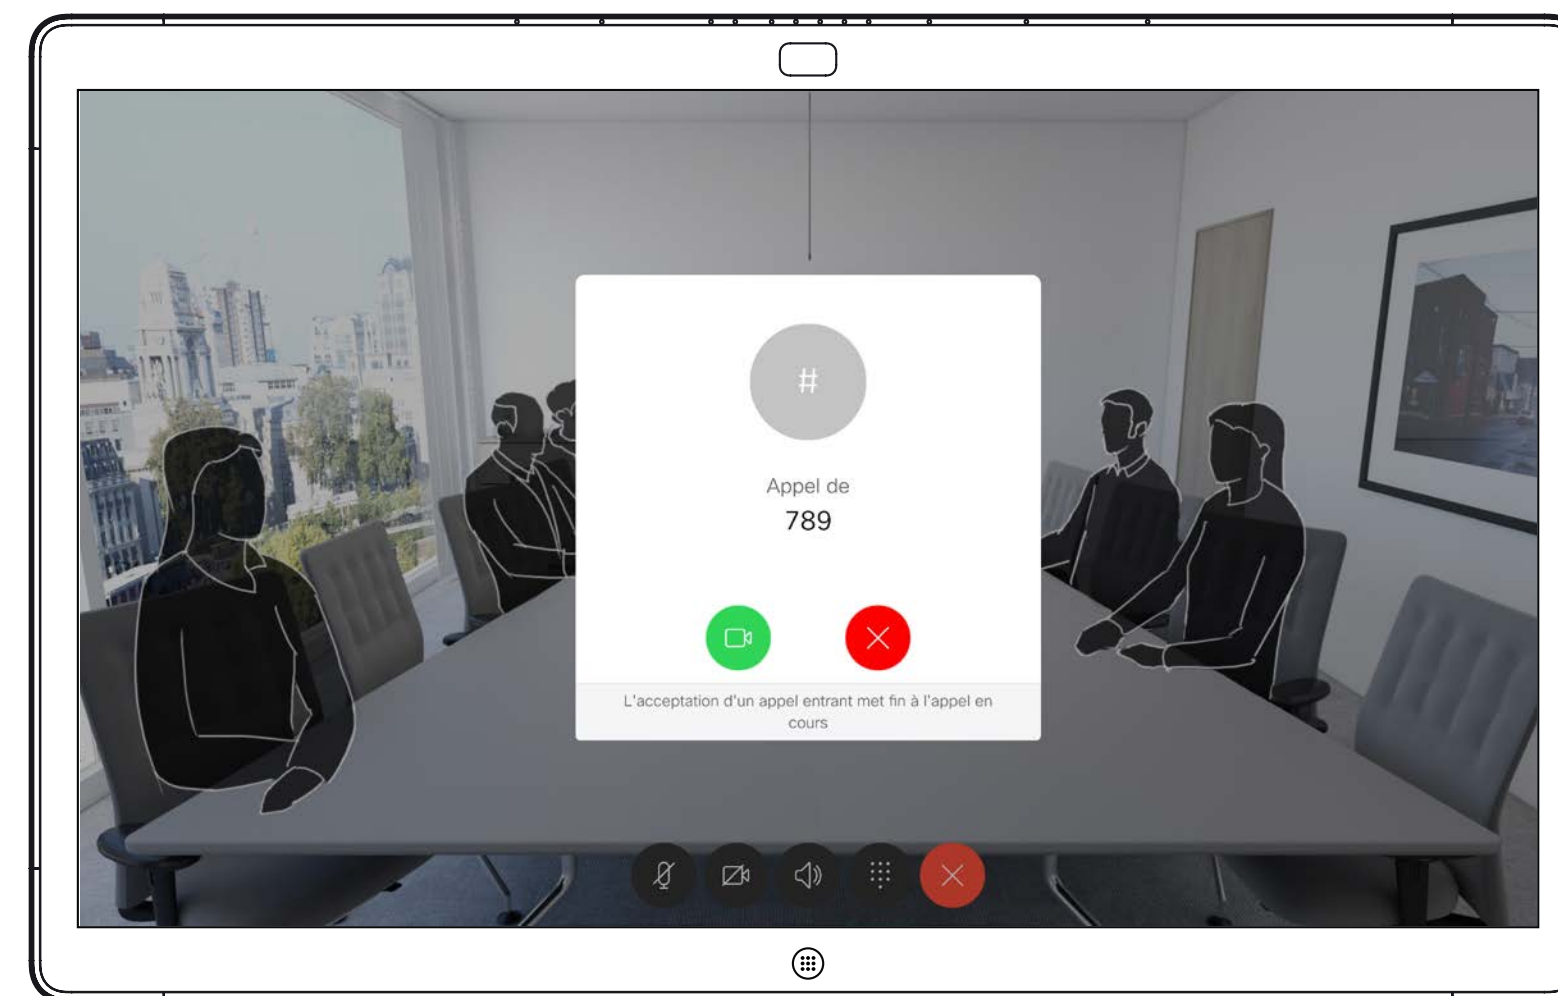 #
Appel de
789
L'acceptation d'un appel entrant met fin à l'appel en
cours